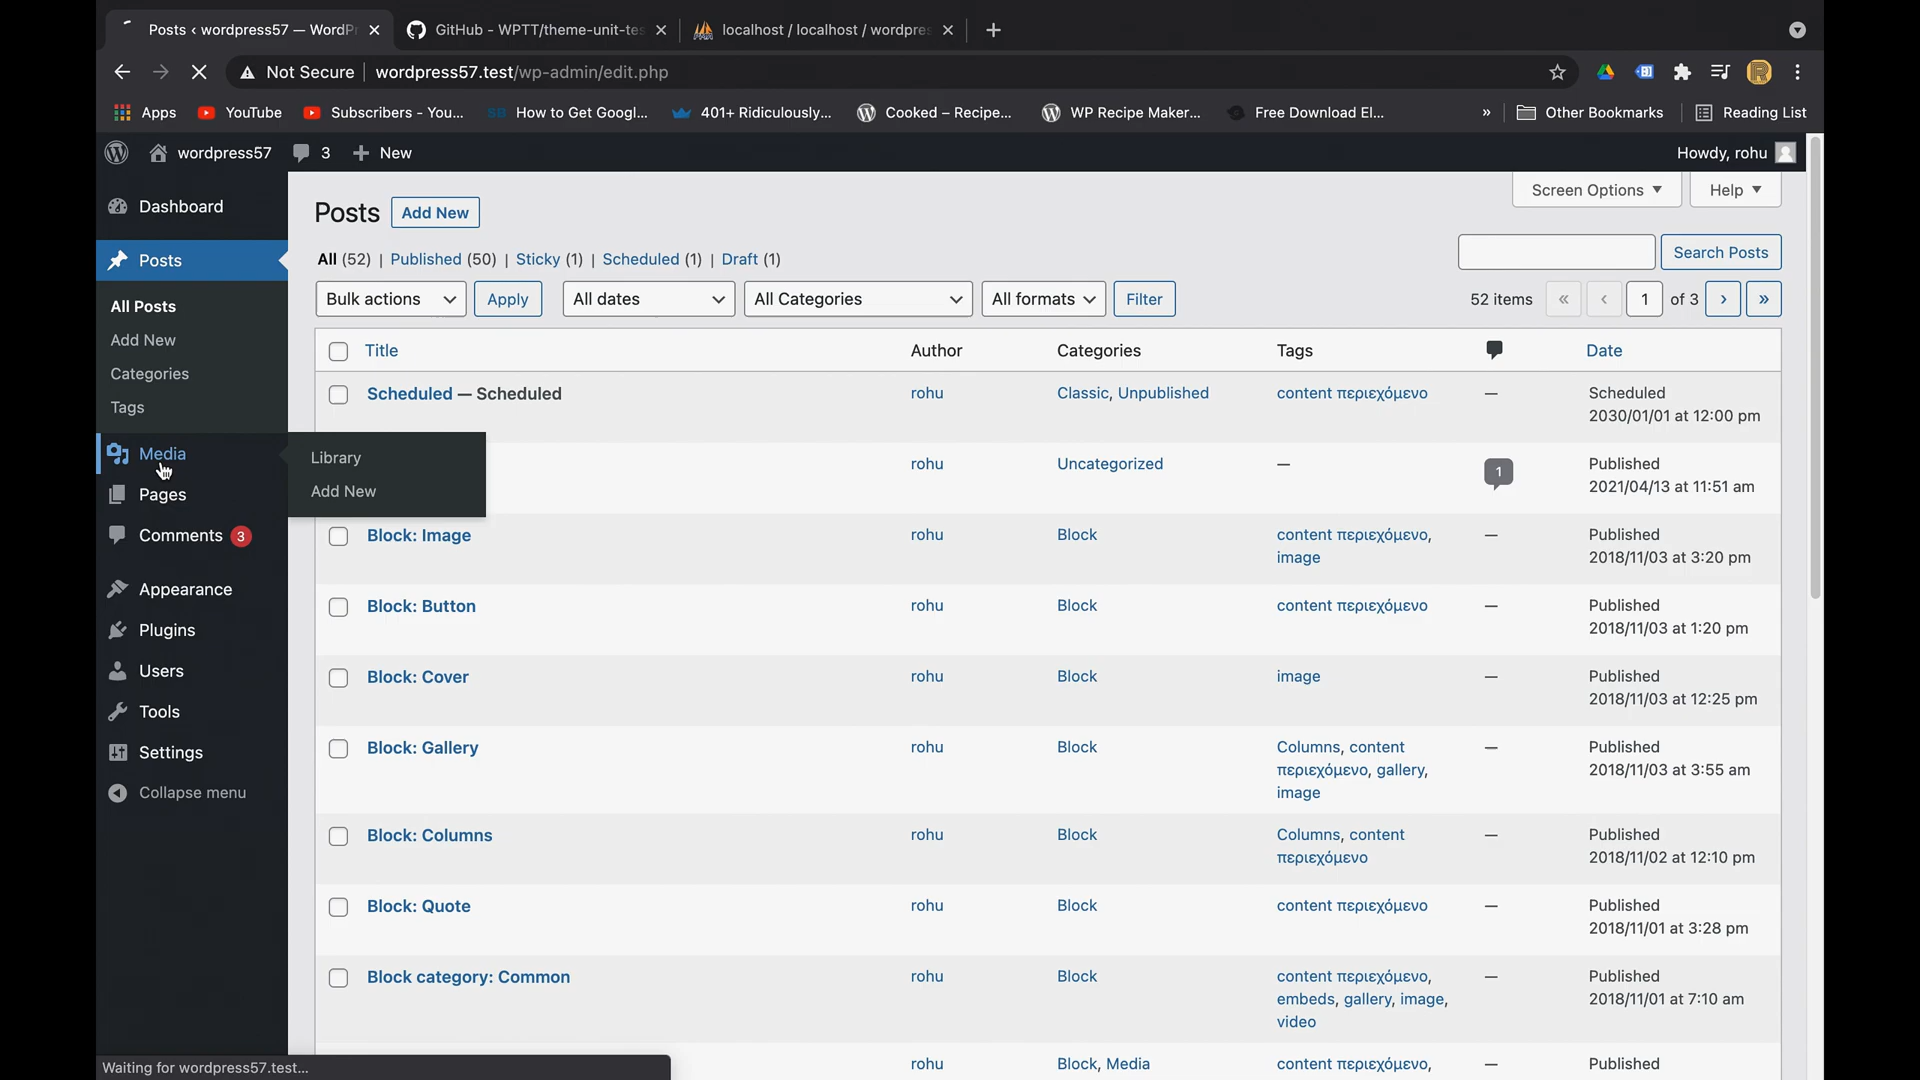 Posts ‹ wordpress57 — WordP
GitHub - WPTT/theme-unit-tes
localhost / localhost / wordpres
Not Secure
wordpress57.test/wp-admin/edit.php
Apps
YouTube
Subscribers - You...
How to Get Googl...
401+ Ridiculously...
Cooked – Recipe...
WP Recipe Maker...
Free Download El...
»
Other Bookmarks
Reading List
wordpress57
3
New
Howdy, rohu
Dashboard
Posts
All Posts
Add New
Categories
Tags
Media
Library
Add New
Pages
Comments 3
Appearance
Plugins
Users
Tools
Settings
Collapse menu
Posts Add New
Screen Options
Help
All (52) | Published (50) | Sticky (1) | Scheduled (1) | Draft (1)
Search Posts
Bulk actions Apply All dates All Categories All formats Filter
52 items « ‹ 1 of 3 › »
Title Author Categories Tags Date
Scheduled — Scheduled rohu Classic, Unpublished content περιεχόμενο — Scheduled
2030/01/01 at 12:00 pm
rohu Uncategorized — 1 Published
2021/04/13 at 11:51 am
Block: Image rohu Block content περιεχόμενο, — Published
image 2018/11/03 at 3:20 pm
Block: Button rohu Block content περιεχόμενο — Published
2018/11/03 at 1:20 pm
Block: Cover rohu Block image — Published
2018/11/03 at 12:25 pm
Block: Gallery rohu Block Columns, content — Published
περιεχόμενο, gallery, 2018/11/03 at 3:55 am
image
Block: Columns rohu Block Columns, content — Published
περιεχόμενο 2018/11/02 at 12:10 pm
Block: Quote rohu Block content περιεχόμενο — Published
2018/11/01 at 3:28 pm
Block category: Common rohu Block content περιεχόμενο, — Published
embeds, gallery, image, 2018/11/01 at 7:10 am
video
rohu Block, Media content περιεχόμενο, — Published
Waiting for wordpress57.test...